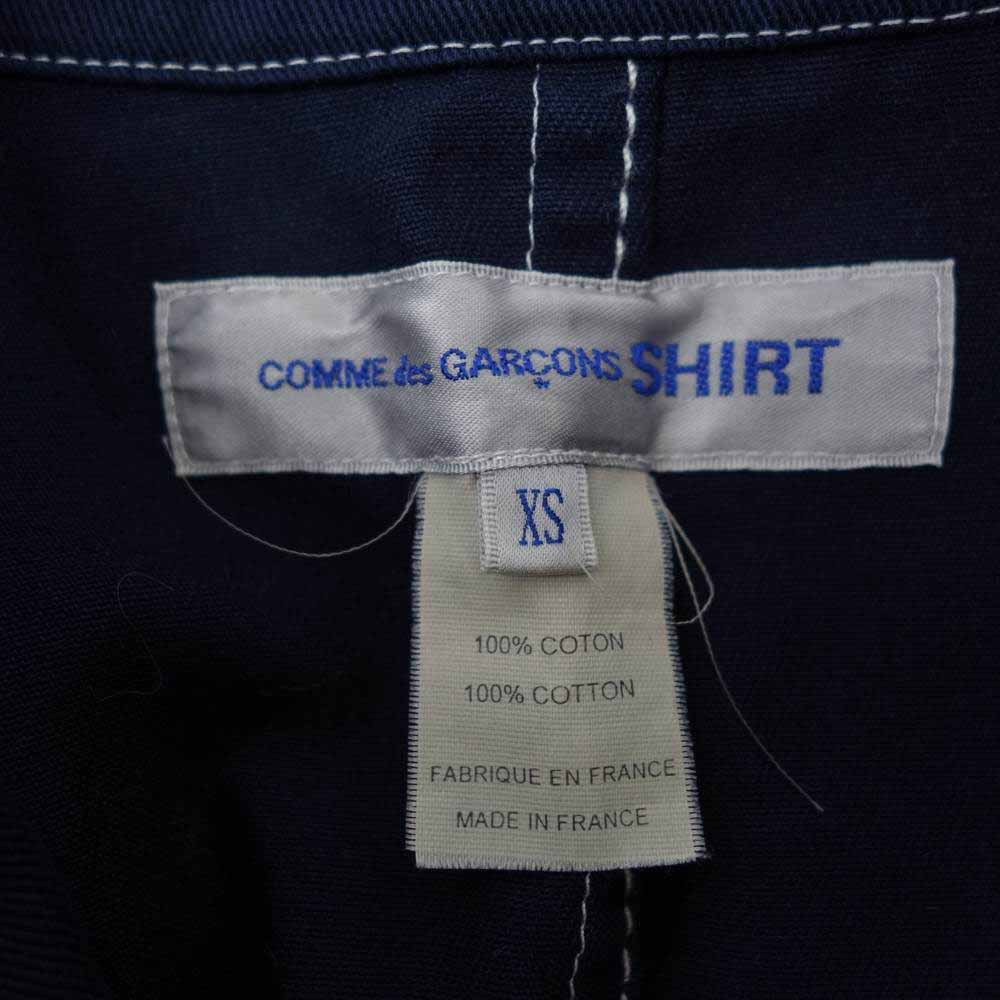 COMME des GARÇONS SHIRT
XS
100% COTON
100% COTTON
FABRIQUE EN FRANCE
MADE IN FRANCE